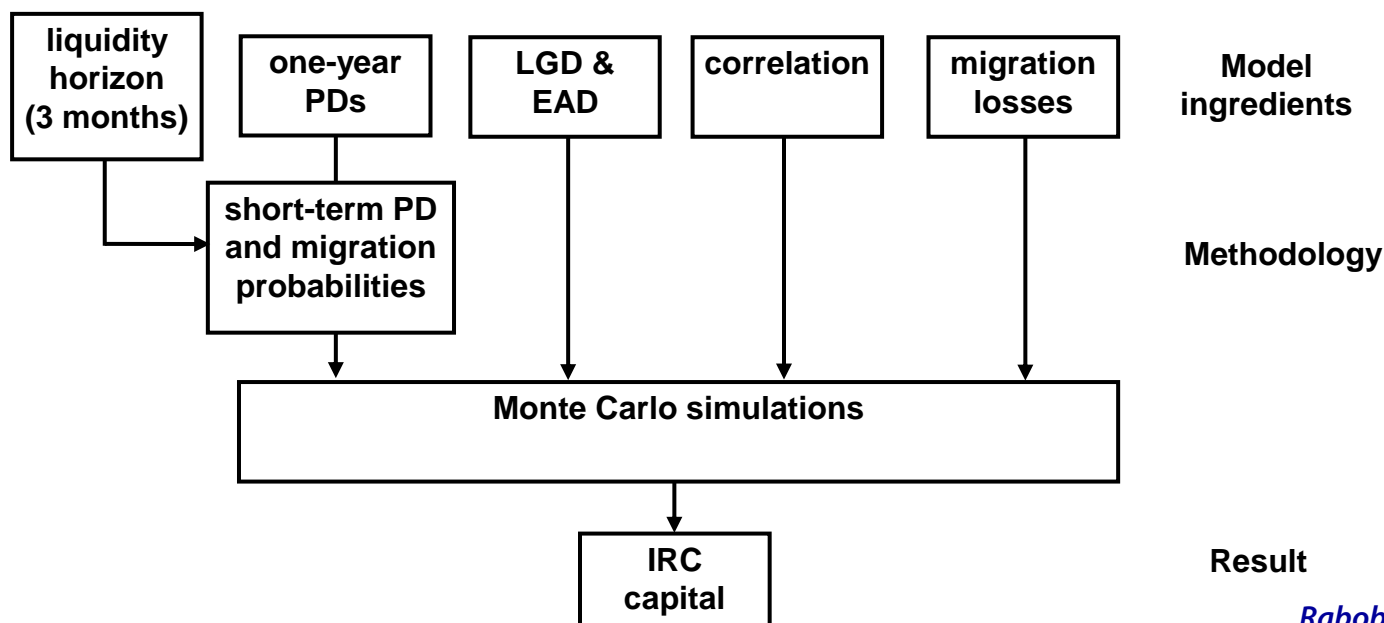 liquidity
horizon
(3 months)
one-year
PDs
LGD &
EAD
correlation
migration
losses
Model
ingredients
short-term PD
and migration
probabilities
Methodology
Monte Carlo simulations
IRC
capital
Result